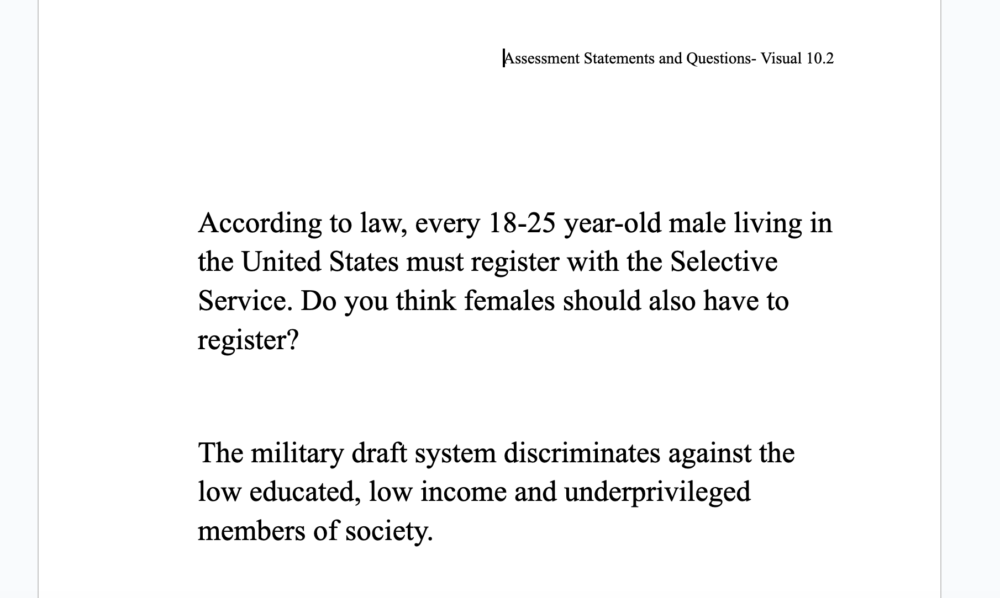 Assessment Statements and Questions- Visual 10.2
According to law, every 18-25 year-old male living in
the United States must register with the Selective
Service. Do you think females should also have to
register?
The military draft system discriminates against the
low educated, low income and underprivileged
members of society.